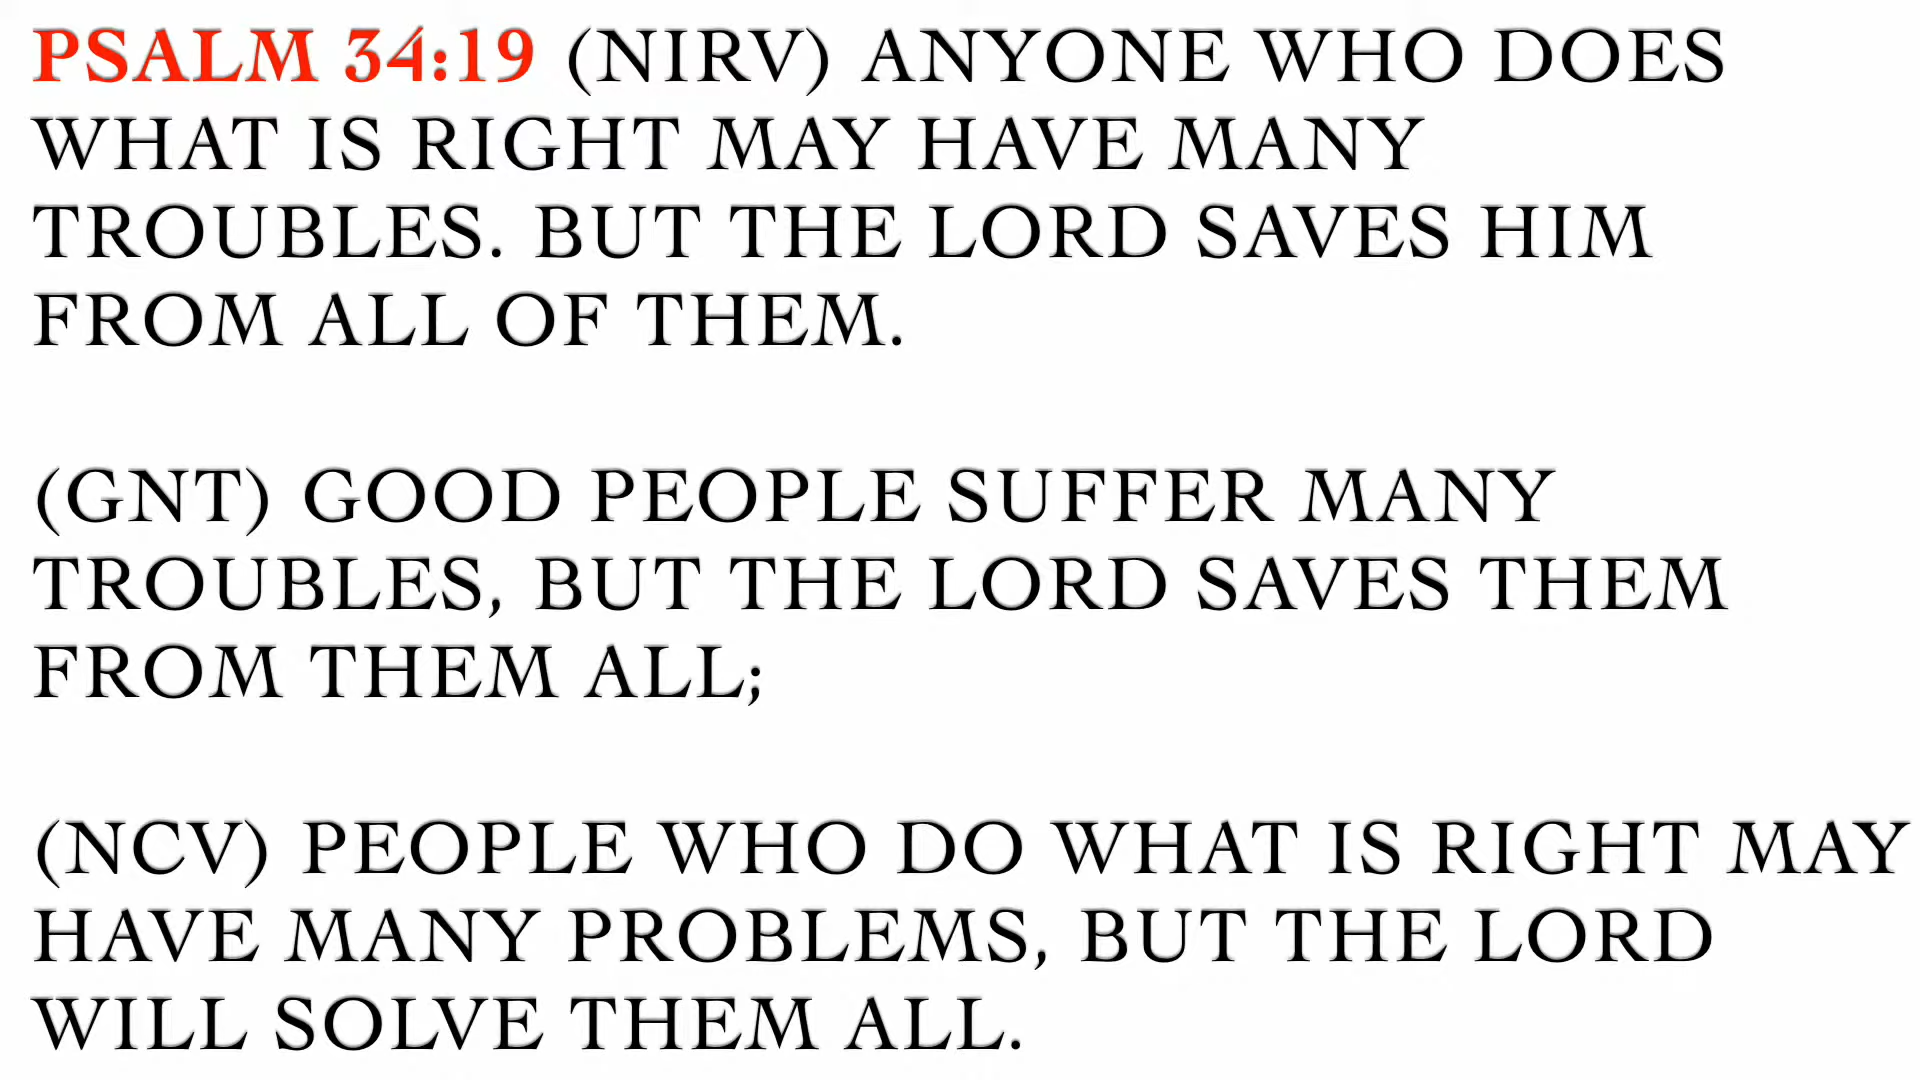 PSALM 34:19 (NIRV) ANYONE WHO DOES
WHAT IS RIGHT MAY HAVE MANY
TROUBLES. BUT THE LORD SAVES HIM
FROM ALL OF THEM.
(GNT) GOOD PEOPLE SUFFER MANY
TROUBLES, BUT THE LORD SAVES THEM
FROM THEM ALL;
(NCV) PEOPLE WHO DO WHAT IS RIGHT MAY
HAVE MANY PROBLEMS, BUT THE LORD
WILL SOLVE THEM ALL.